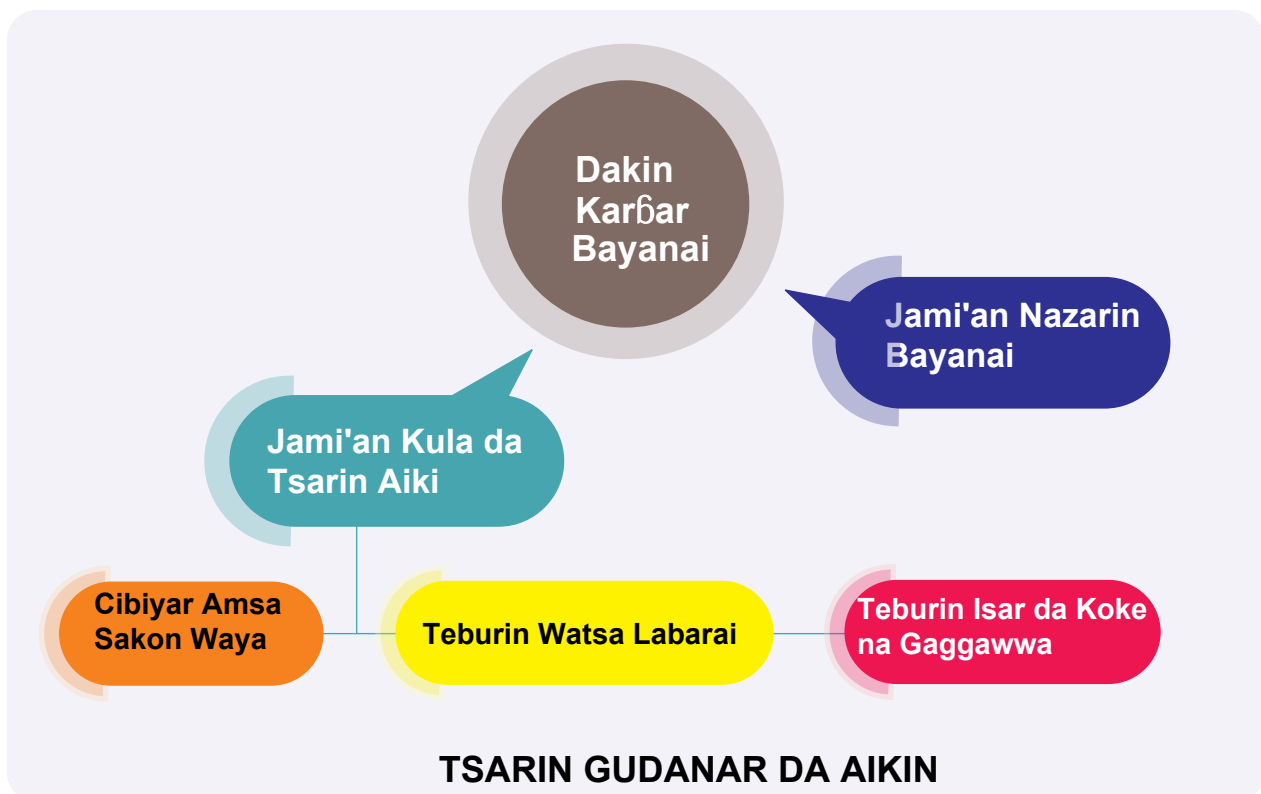 Dakin
Karɓar
Bayanai
Jami'an Nazarin
Bayanai
Jami'an Kula da
Tsarin Aiki
Cibiyar Amsa
Sakon Waya
Teburin Watsa Labarai
Teburin Isar da Koke
na Gaggawwa
TSARIN GUDANAR DA AIKIN